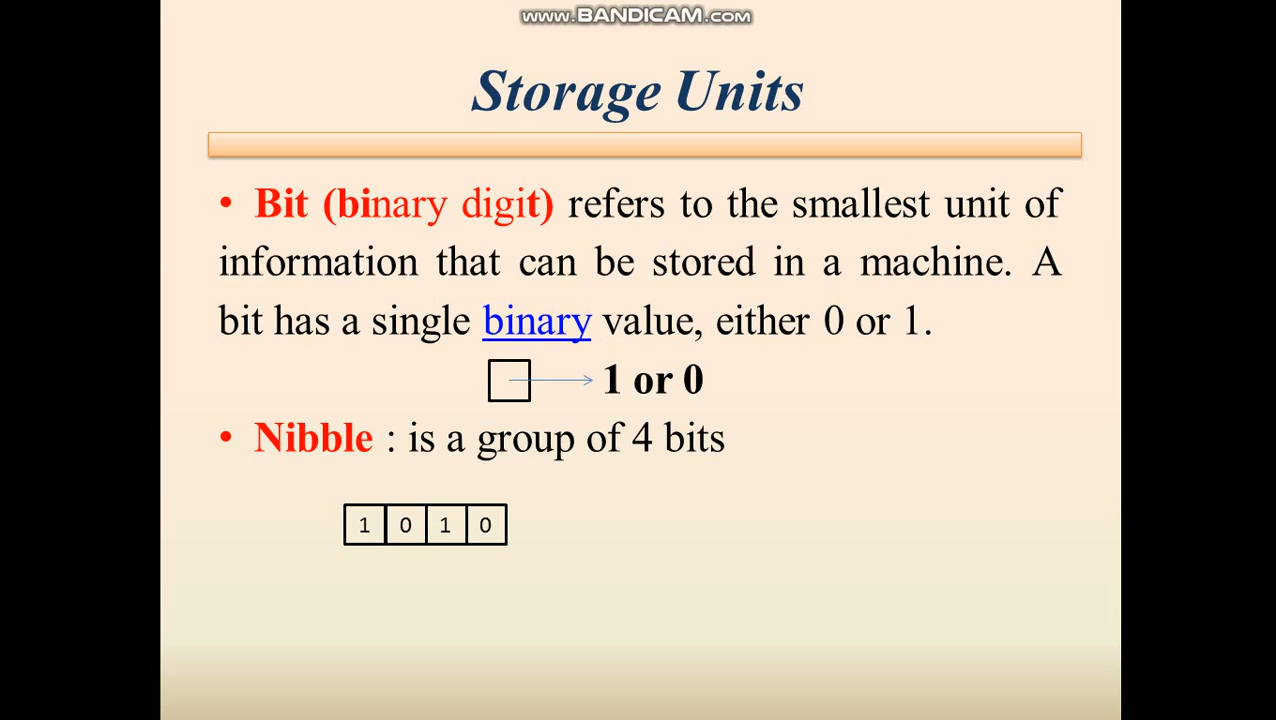 www.BANDICAM.com
Storage Units
• Bit (binary digit) refers to the smallest unit of
information that can be stored in a machine. A
bit has a single binary value, either 0 or 1.
1 or 0
• Nibble : is a group of 4 bits
1 0 1 0